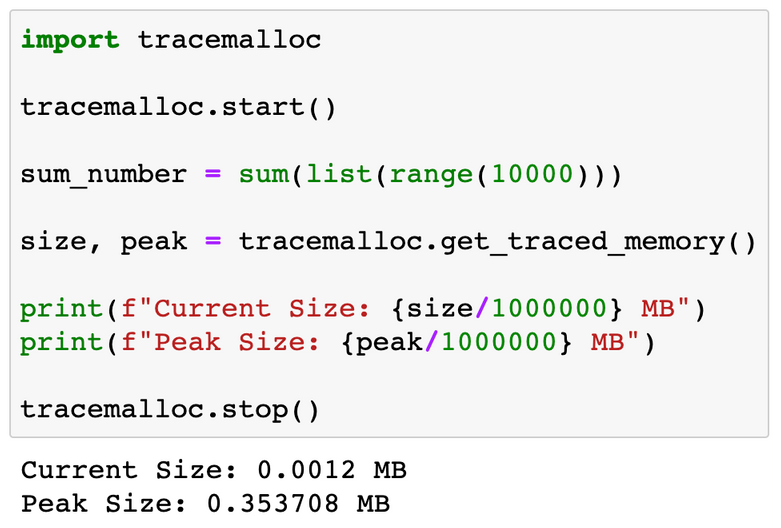 import tracemalloc
tracemalloc.start()
sum_number = sum(list(range(10000)))
size, peak = tracemalloc.get_traced_memory()
print(f"Current Size: {size/1000000} MB")
print(f"Peak Size: {peak/1000000} MB")
tracemalloc.stop()
Current Size: 0.0012 MB
Peak Size: 0.353708 MB